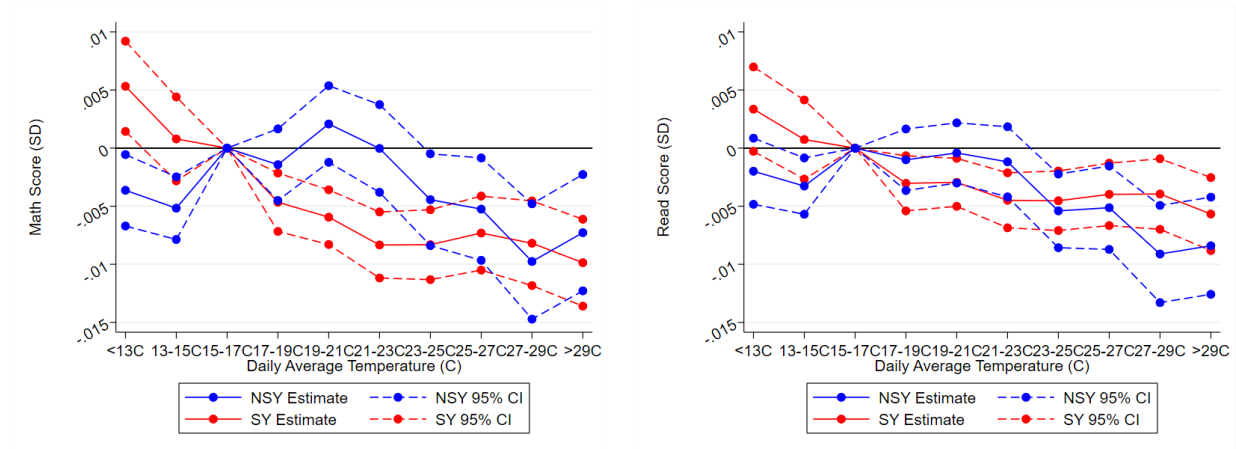 .01
.005
0
-.005
-.01
-.015
Math Score (SD)
<13C 13-15C 15-17C 17-19C 19-21C 21-23C 23-25C 25-27C 27-29C >29C
Daily Average Temperature (C)
NSY Estimate NSY 95% CI
SY Estimate SY 95% CI
.01
.005
0
-.005
-.01
-.015
Read Score (SD)
<13C 13-15C 15-17C 17-19C 19-21C 21-23C 23-25C 25-27C 27-29C >29C
Daily Average Temperature (C)
NSY Estimate NSY 95% CI
SY Estimate SY 95% CI